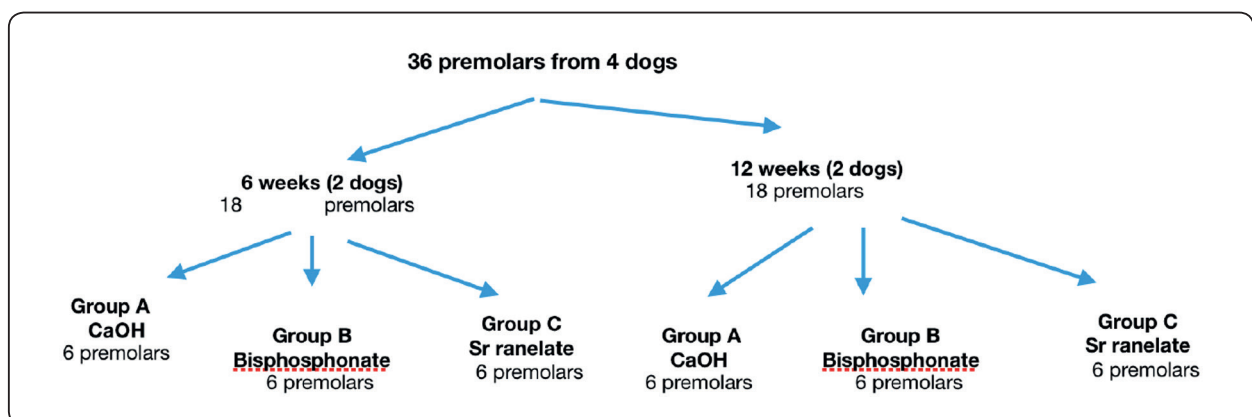 36 premolars from 4 dogs
6 weeks (2 dogs)
18 premolars
12 weeks (2 dogs)
18 premolars
Group A
CaOH
6 premolars
Group B
Bisphosphonate
6 premolars
Group C
Sr ranelate
6 premolars
Group A
CaOH
6 premolars
Group B
Bisphosphonate
6 premolars
Group C
Sr ranelate
6 premolars